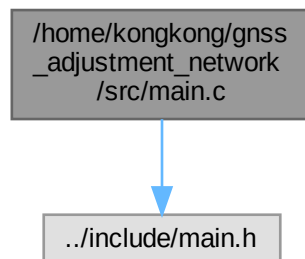 /home/kongkong/gnss
_adjustment_network
/src/main.c
../include/main.h